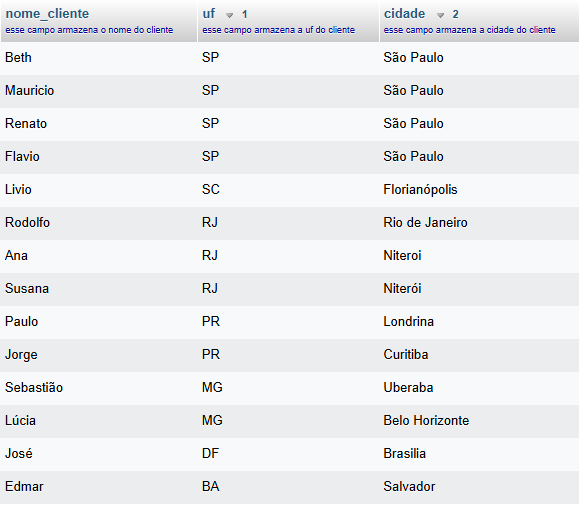 nome_cliente uf 1 cidade 2
esse campo armazena o nome do cliente esse campo armazena a uf do cliente esse campo armazena a cidade do cliente
Beth SP São Paulo
Mauricio SP São Paulo
Renato SP São Paulo
Flavio SP São Paulo
Livio SC Florianópolis
Rodolfo RJ Rio de Janeiro
Ana RJ Niteroi
Susana RJ Niterói
Paulo PR Londrina
Jorge PR Curitiba
Sebastião MG Uberaba
Lúcia MG Belo Horizonte
José DF Brasilia
Edmar BA Salvador